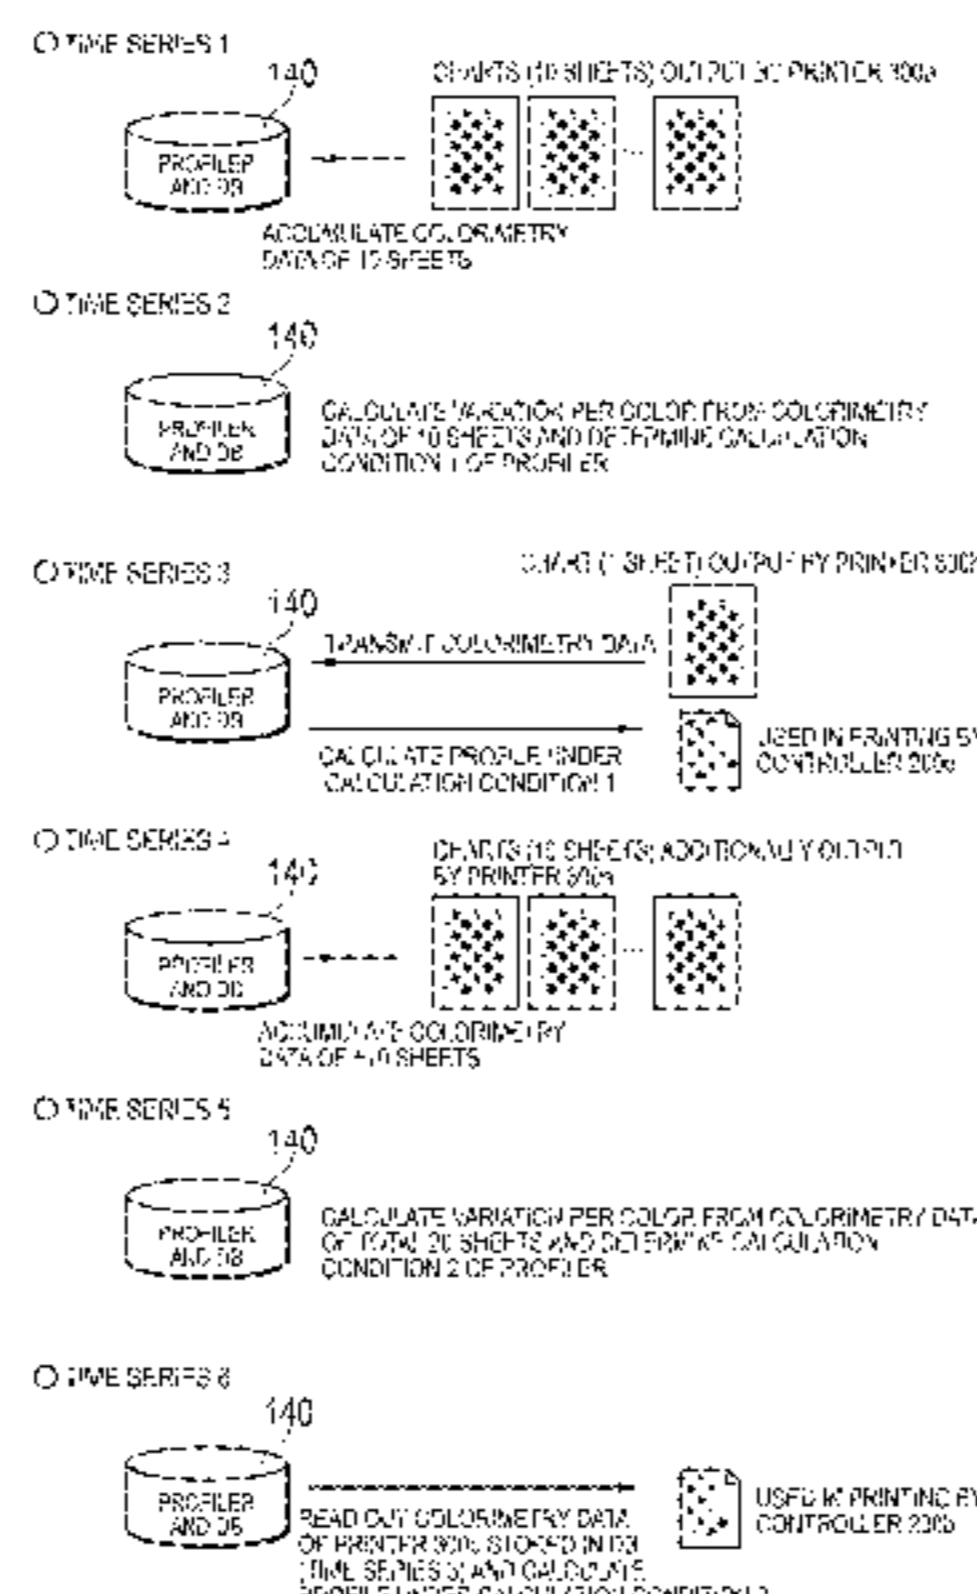 TIME SERIES 1
140
CHARTS (10 SHEETS) OUTPUT BY PRINTER 300a
PROFILER
AND DB
ACCUMULATE COLORIMETRY
DATA OF 10 SHEETS
TIME SERIES 2
140
PROFILER
AND DB
CALCULATE VARIATION PER COLOR FROM COLORIMETRY
DATA OF 10 SHEETS AND DETERMINE CALCULATION
CONDITION 1 OF PROFILER
TIME SERIES 3
CHART (1 SHEET) OUTPUT BY PRINTER
140
TRANSMIT COLORIMETRY DATA
PROFILER
AND DB
CALCULATE PROFILE UNDER
CALCULATION CONDITION 1
USED IN PRINTING BY
CONTROLLER
TIME SERIES 4
140
CHARTS (10 SHEETS) ADDITIONALLY OUTPUT
BY PRINTER
PROFILER
AND DB
ACCUMULATE COLORIMETRY
DATA OF +10 SHEETS
TIME SERIES 5
140
PROFILER
AND DB
CALCULATE VARIATION PER COLOR FROM COLORIMETRY DATA
OF TOTAL 20 SHEETS AND DETERMINE CALCULATION
CONDITION 2 OF PROFILER
TIME SERIES 6
140
PROFILER
AND DB
READ OUT COLORIMETRY DATA
OF PRINTER STORED IN DB
(TIME SERIES 3) AND CALCULATE
PROFILE UNDER CALCULATION CONDITION 2
USED IN PRINTING BY
CONTROLLER